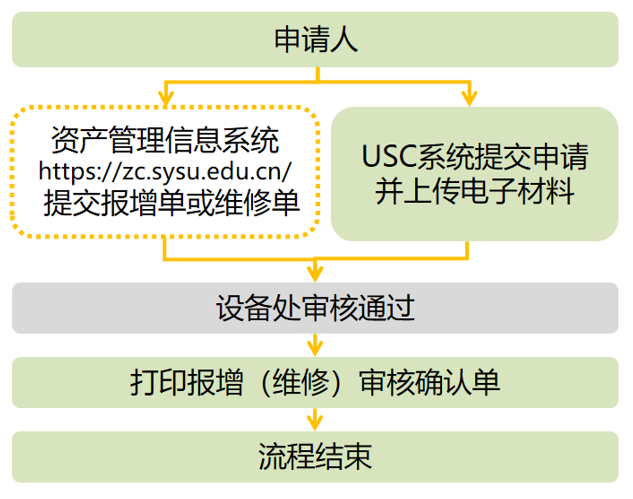 申请人
资产管理信息系统
https://zc.sysu.edu.cn/
提交报增单或维修单
USC系统提交申请
并上传电子材料
设备处审核通过
打印报增（维修）审核确认单
流程结束